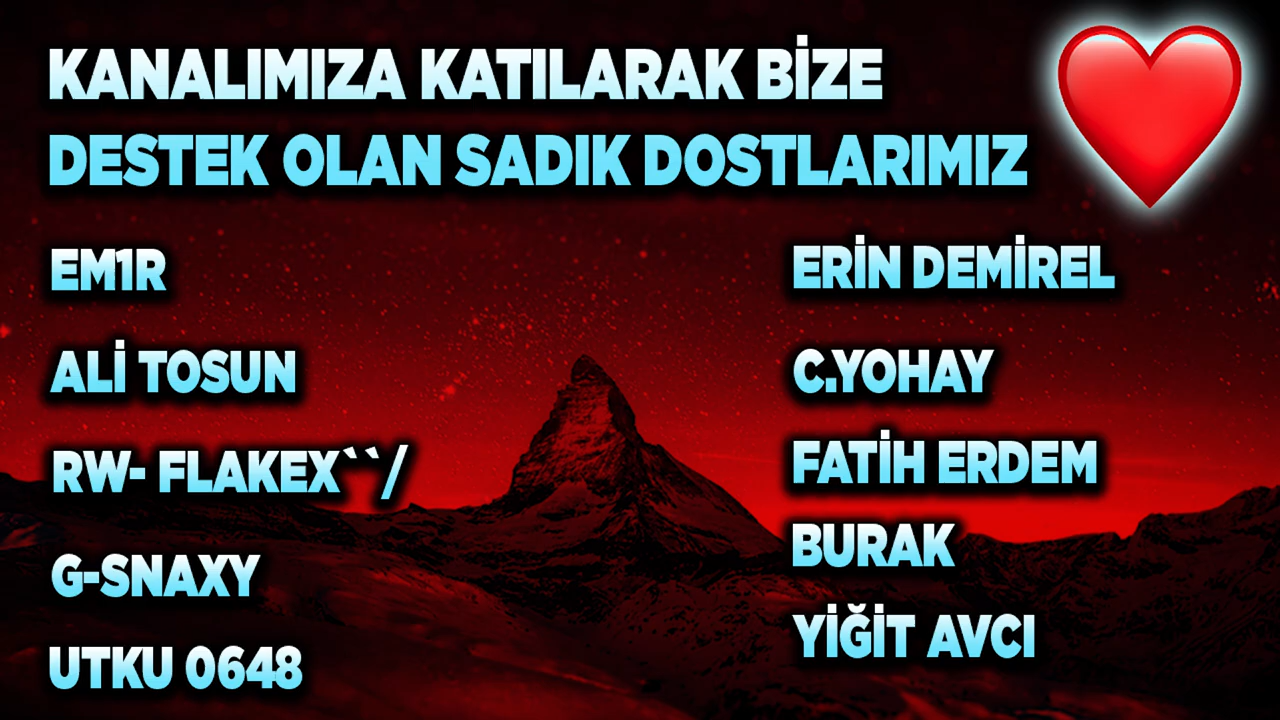 KANALIMIZA KATILARAK BİZE
DESTEK OLAN SADIK DOSTLARIMIZ
EM1R
ALİ TOSUN
RW- FLAKEX``/
G-SNAXY
UTKU 0648
ERİN DEMİREL
C.YOHAY
FATİH ERDEM
BURAK
YİĞİT AVCI